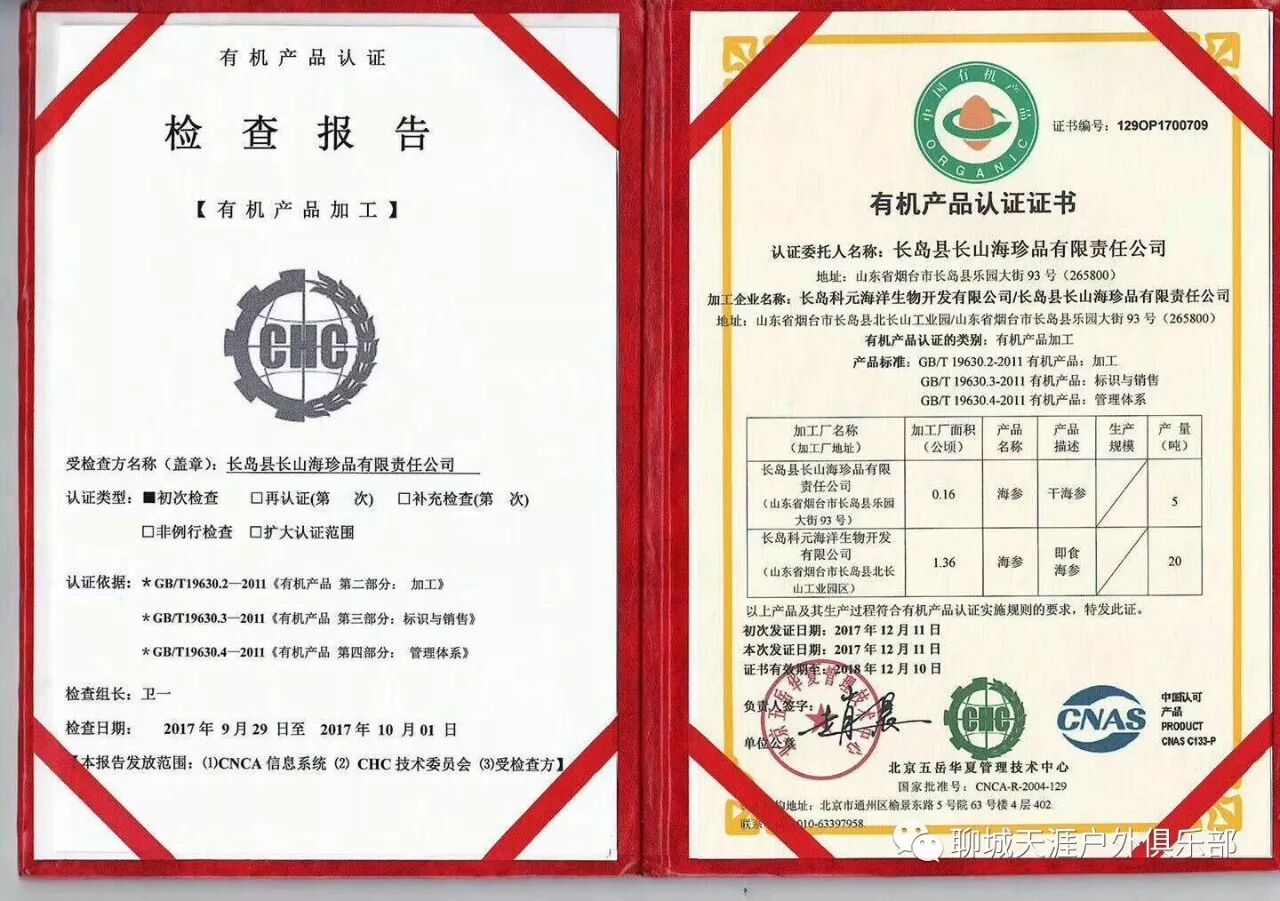 有机产品认证
检查报告
【有机产品加工】
CHC
受检查方名称（盖章）：长岛县长山海珍品有限责任公司
认证类型：■初次检查 □再认证(第 次) □补充检查(第 次)
□非例行检查 □扩大认证范围
认证依据：＊GB/T19630.2—2011《有机产品 第二部分： 加工》
＊GB/T19630.3—2011《有机产品 第三部分：标识与销售》
＊GB/T19630.4—2011《有机产品 第四部分： 管理体系》
检查组长：卫一
检查日期： 2017 年 9 月 29 日至 2017 年 10 月 01 日
【本报告发放范围：⑴CNCA 信息系统 ⑵ CHC 技术委员会 ⑶受检查方】
中国有机产品
ORGANIC
证书编号：129OP1700709
有机产品认证证书
认证委托人名称：长岛县长山海珍品有限责任公司
地址：山东省烟台市长岛县乐园大街 93 号（265800）
加工企业名称：长岛科元海洋生物开发有限公司/长岛县长山海珍品有限责任公司
地址：山东省烟台市长岛县北长山工业园/山东省烟台市长岛县乐园大街 93 号（265800）
有机产品认证的类别：有机产品加工
产品标准：GB/T 19630.2-2011 有机产品：加工
GB/T 19630.3-2011 有机产品：标识与销售
GB/T 19630.4-2011 有机产品：管理体系
加工厂名称
（加工厂地址）
加工厂面积
（公顷）
产品
名称
产品
描述
生产
规模
产 量
（吨）
长岛县长山海珍品有限
责任公司
（山东省烟台市长岛县乐园
大街 93 号）
0.16
海参
干海参
5
长岛科元海洋生物开发
有限公司
（山东省烟台市长岛县北长
山工业园区）
1.36
海参
即食
海参
20
以上产品及其生产过程符合有机产品认证实施规则的要求，特发此证。
初次发证日期：2017 年 12 月 11 日
本次发证日期：2017 年 12 月 11 日
证书有效期至：2018 年 12 月 10 日
负责人签字：
单位公章
北京五岳华夏管理技术中心
CHC
CNAS
中国认可
产品
PRODUCT
CNAS C133-P
北京五岳华夏管理技术中心
国家批准号：CNCA-R-2004-129
构地址：北京市通州区榆景东路 5 号院 63 号楼 4 层 402
联系
010-63397958
聊城天涯户外俱乐部